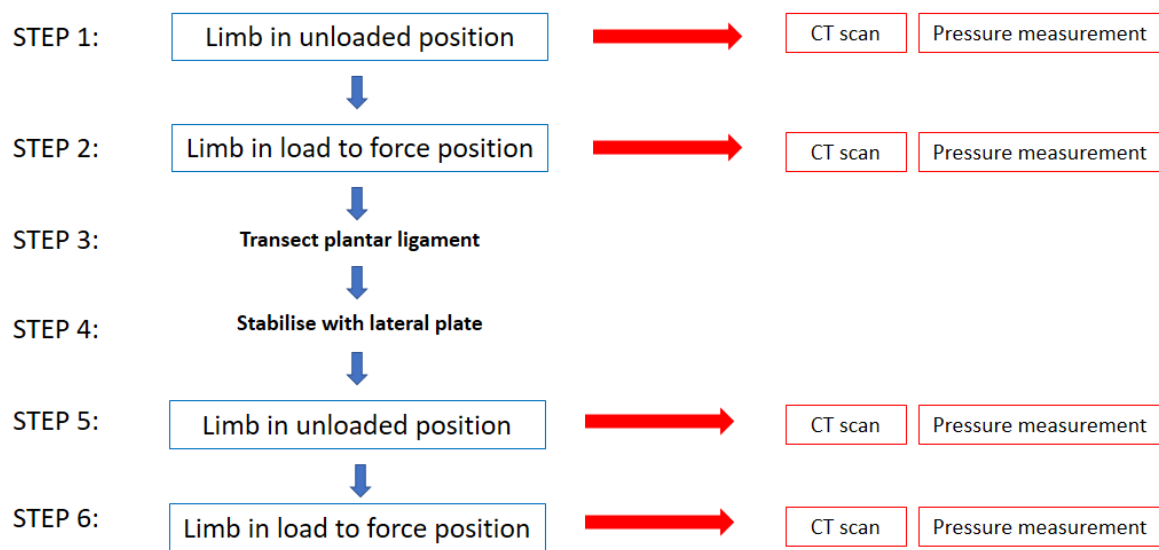 STEP 1: Limb in unloaded position CT scan Pressure measurement
STEP 2: Limb in load to force position CT scan Pressure measurement
STEP 3: Transect plantar ligament
STEP 4: Stabilise with lateral plate
STEP 5: Limb in unloaded position CT scan Pressure measurement
STEP 6: Limb in load to force position CT scan Pressure measurement